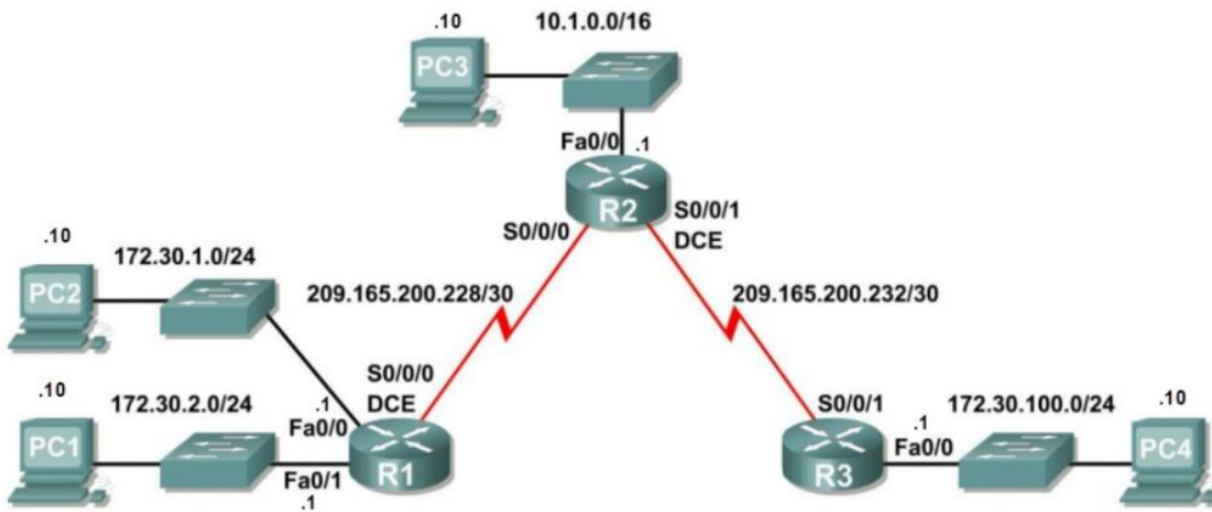 .10
10.1.0.0/16
PC3
Fa0/0
.1
R2
S0/0/1
DCE
S0/0/0
.10
172.30.1.0/24
PC2
209.165.200.228/30
209.165.200.232/30
S0/0/0
DCE
.10
172.30.2.0/24
.1
Fa0/0
PC1
R1
Fa0/1
.1
S0/0/1
172.30.100.0/24
.10
.1
Fa0/0
R3
PC4